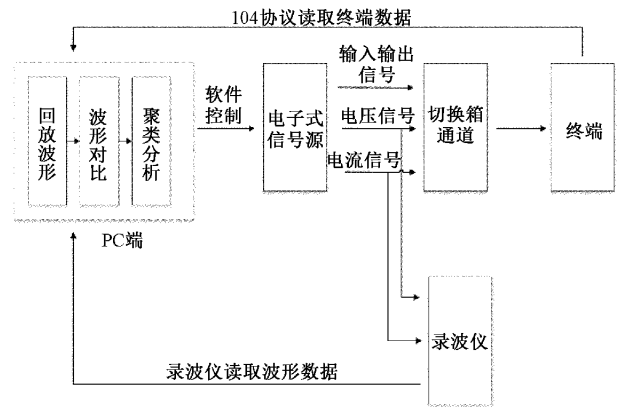 104协议读取终端数据
回放波形
波形对比
聚类分析
PC端
软件
控制
电子式
信号源
输入输出
信号
电压信号
电流信号
切换箱
通道
终端
录波仪
录波仪读取波形数据